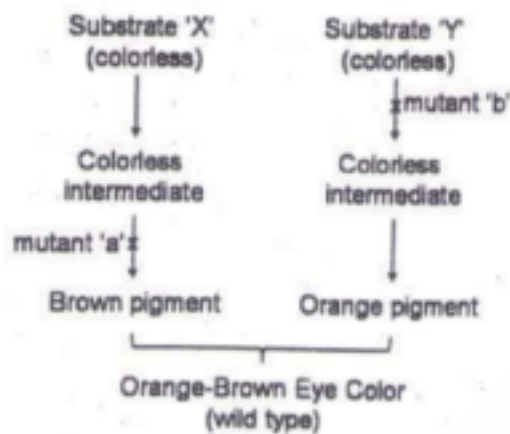 Substrate 'X'
(colorless)
Substrate 'Y'
(colorless)
mutant 'b'
Colorless
intermediate
Colorless
intermediate
mutant 'a'
Brown pigment
Orange pigment
Orange-Brown Eye Color
(wild type)